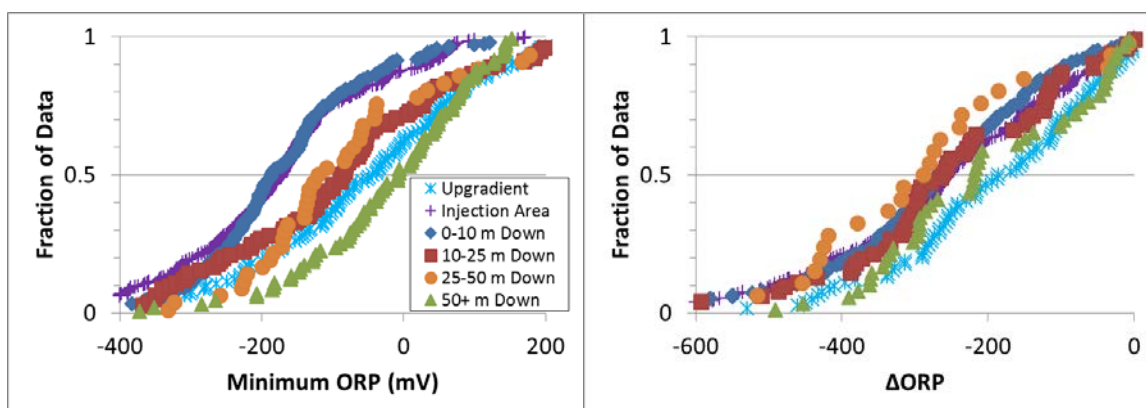 Fraction of Data
1
0.5
0
-400
-200
0
200
Minimum ORP (mV)
Upgradient
Injection Area
0-10 m Down
10-25 m Down
25-50 m Down
50+ m Down
Fraction of Data
1
0.5
0
-600
-400
-200
0
ΔORP